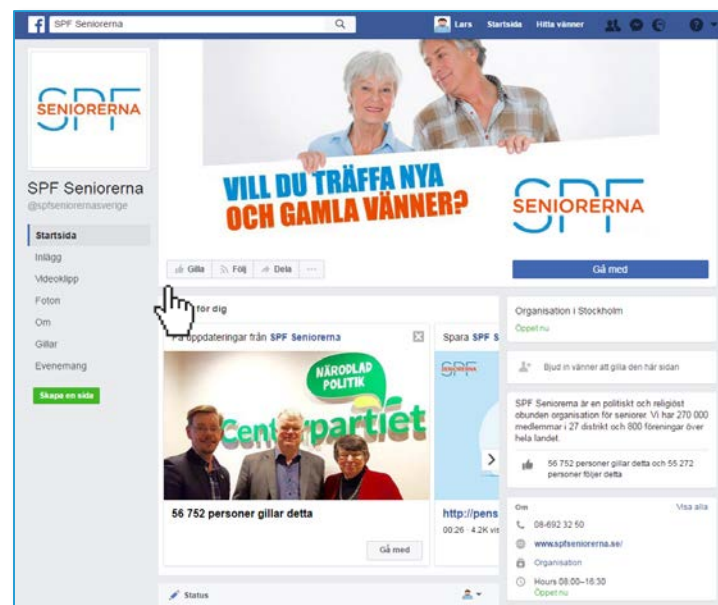 SPF Seniorerna
Lars Startsida Hitta vänner
SPF
SENIORERNA
SPF Seniorerna
@spfseniorernasverige
Startsida
Inlägg
Videoklipp
Foton
Om
Gillar
Evenemang
Skapa en sida
VILL DU TRÄFFA NYA
OCH GAMLA VÄNNER?
SPF
SENIORERNA
Gilla Följ Dela ...
Gå med
för dig
uppdateringar från SPF Seniorerna
NÄRODLAD
POLITIK
Centerpartiet
56 752 personer gillar detta
Gå med
Spara SPF S
SPF
SENIORERNA
http://pens
00:26 · 4.2K vis
Status
Organisation i Stockholm
Öppet nu
Bjud in vänner att gilla den här sidan
SPF Seniorerna är en politiskt och religiöst
obunden organisation för seniorer. Vi har 270 000
medlemmar i 27 distrikt och 800 föreningar över
hela landet.
56 752 personer gillar detta och 55 272
personer följer detta
Om Visa alla
08-692 32 50
www.spfseniorerna.se/
Organisation
Hours 08:00–16:30
Öppet nu